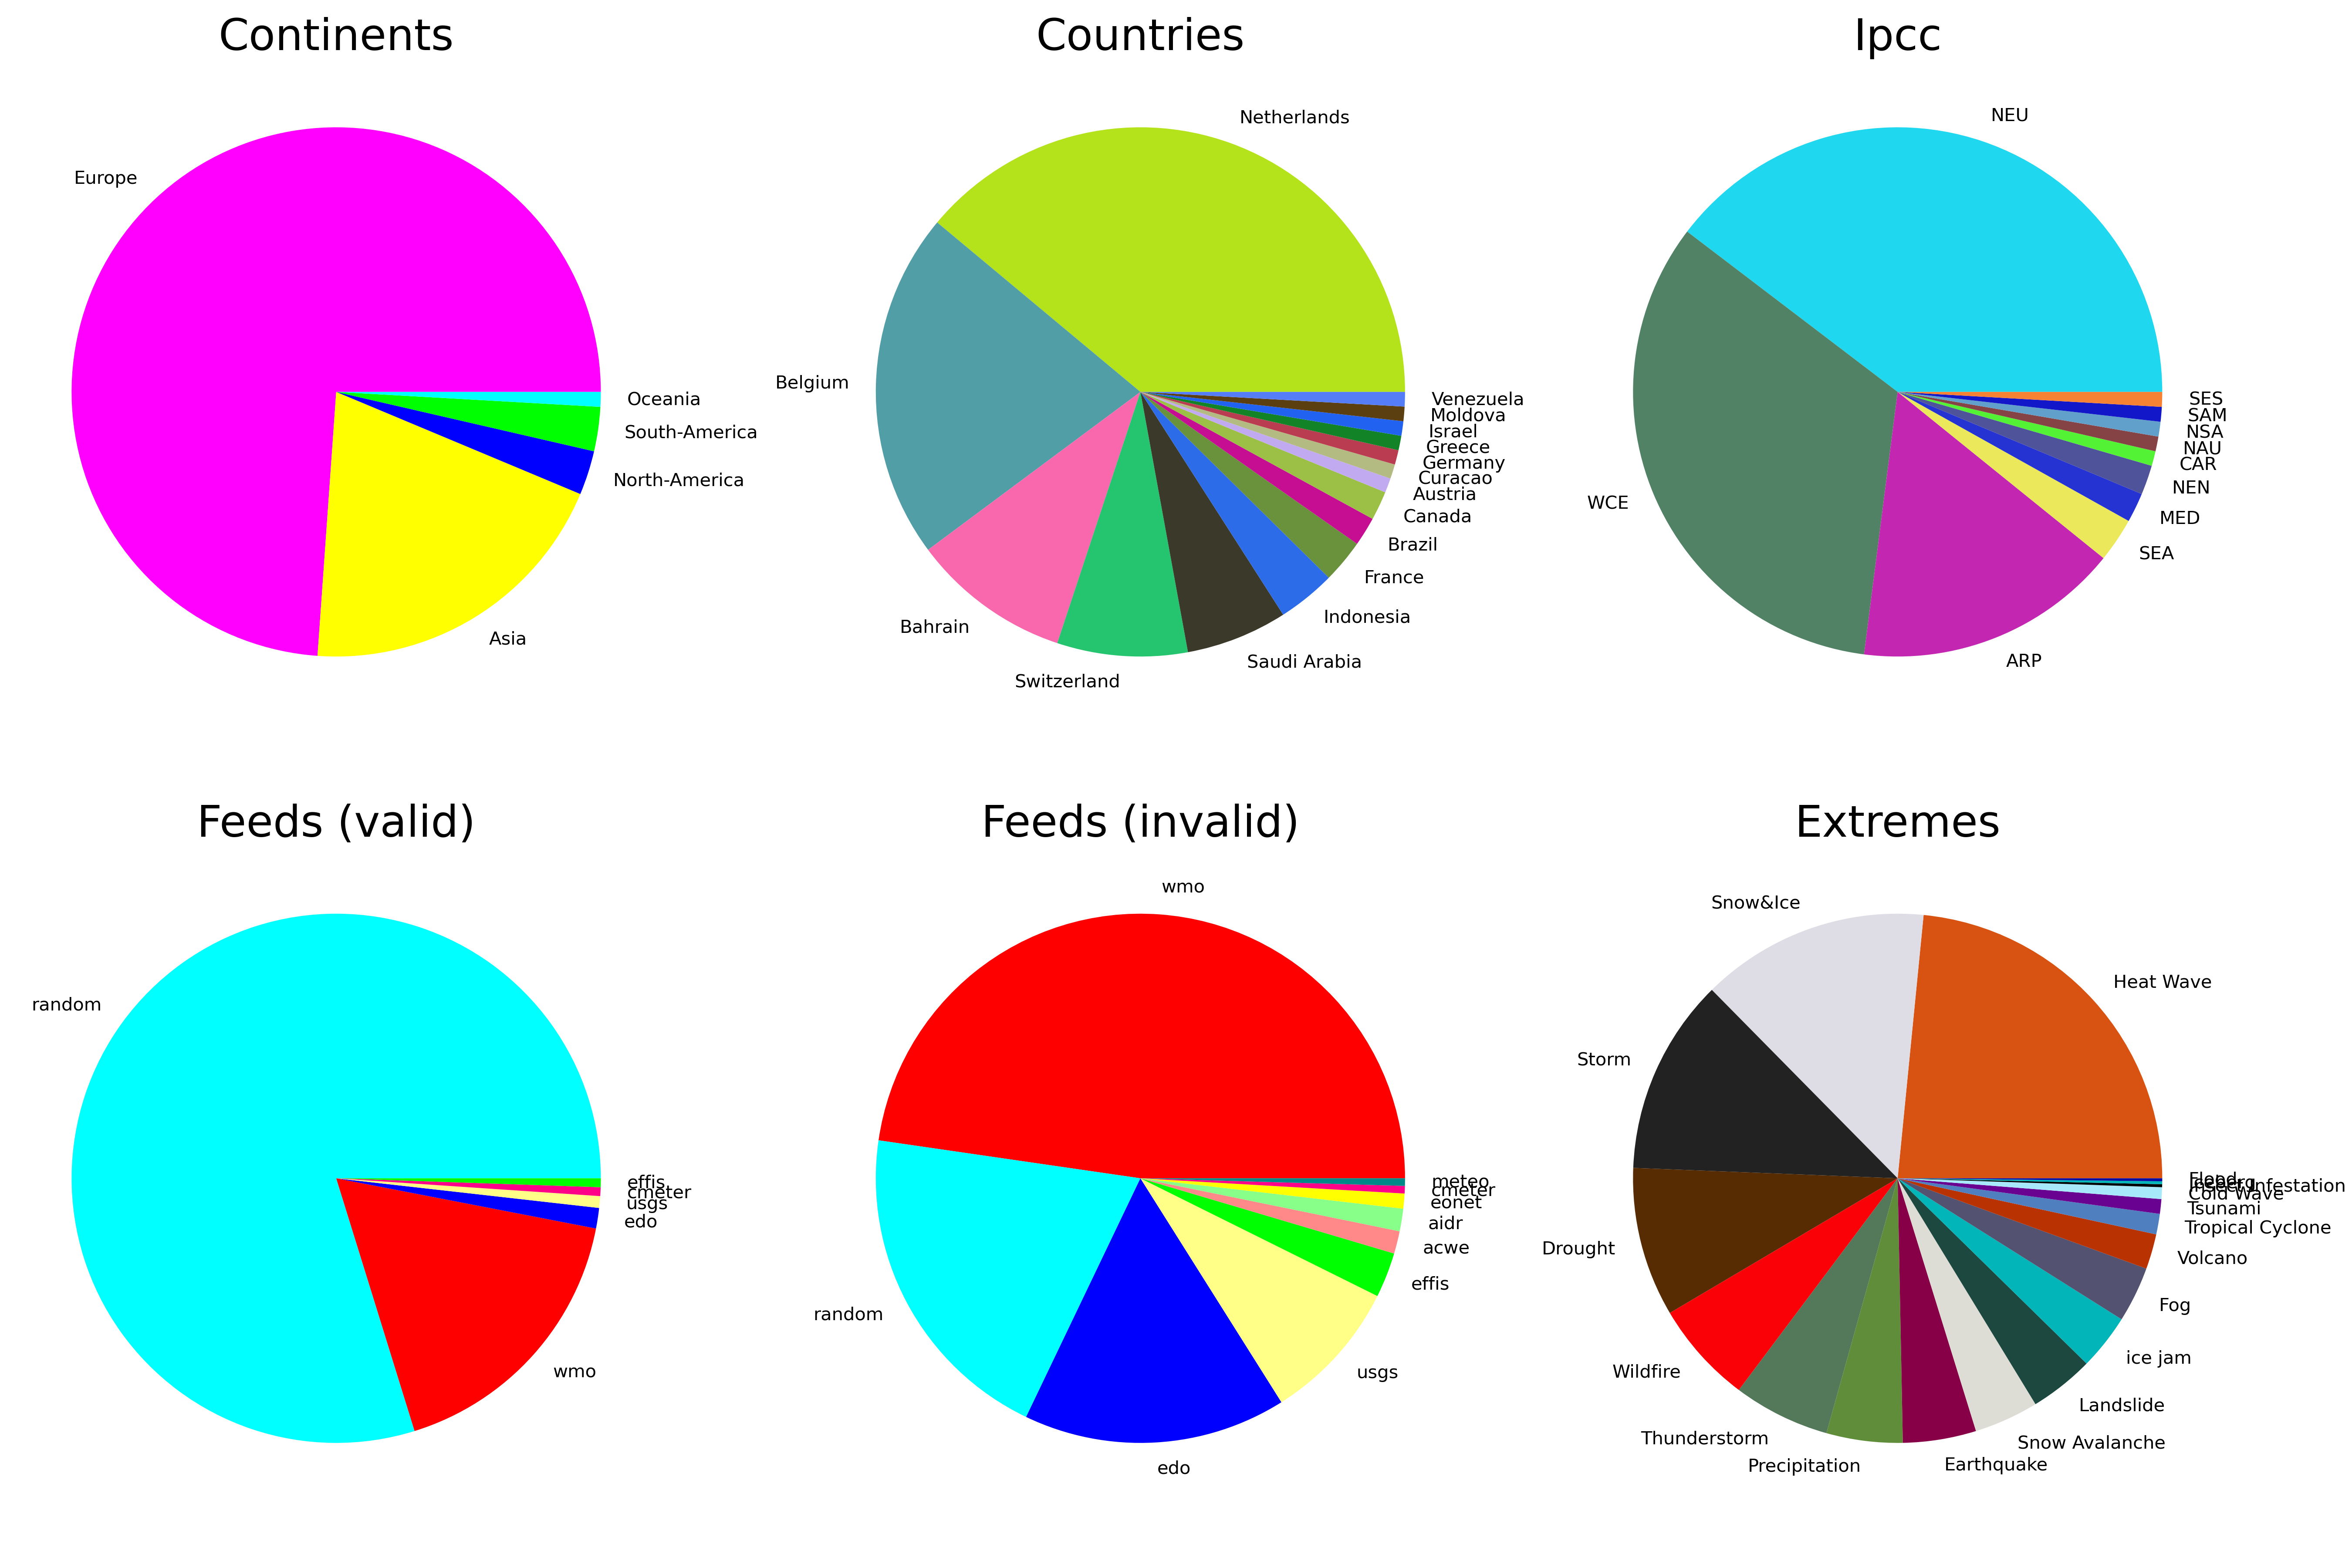 Continents
Europe
Oceania
South-America
North-America
Asia
Countries
Netherlands
Belgium
Venezuela
Moldova
Israel
Greece
Germany
Curacao
Austria
Canada
Brazil
France
Indonesia
Bahrain
Saudi Arabia
Switzerland
Ipcc
NEU
SES
SAM
NSA
NAU
CAR
NEN
MED
WCE
SEA
ARP
Feeds (valid)
random
effis
cmeter
usgs
edo
wmo
Feeds (invalid)
wmo
meteo
cmeter
eonet
aidr
acwe
effis
random
usgs
edo
Extremes
Snow&Ice
Heat Wave
Storm
Flood
Insect Infestation
Cold Wave
Tsunami
Tropical Cyclone
Drought
Volcano
Fog
ice jam
Wildfire
Landslide
Thunderstorm
Snow Avalanche
Precipitation
Earthquake